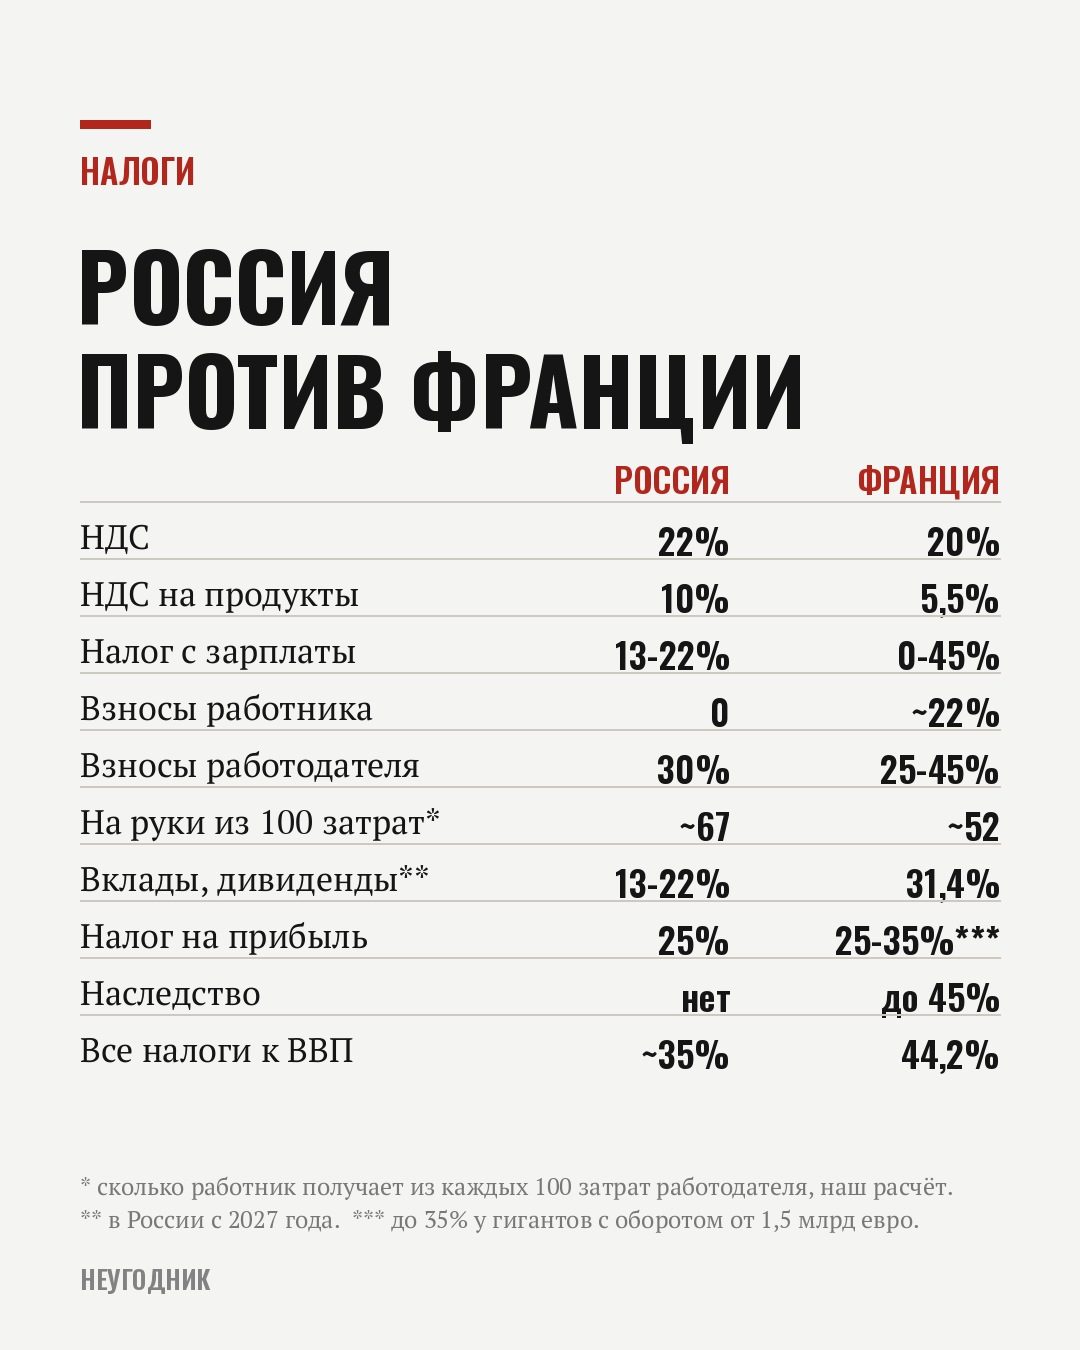 НАЛОГИ
РОССИЯ
ПРОТИВ ФРАНЦИИ
РОССИЯ ФРАНЦИЯ
НДС 22% 20%
НДС на продукты 10% 5,5%
Налог с зарплаты 13-22% 0-45%
Взносы работника 0 ~22%
Взносы работодателя 30% 25-45%
На руки из 100 затрат* ~67 ~52
Вклады, дивиденды** 13-22% 31,4%
Налог на прибыль 25% 25-35%***
Наследство нет до 45%
Все налоги к ВВП ~35% 44,2%
* сколько работник получает из каждых 100 затрат работодателя, наш расчёт.
** в России с 2027 года. *** до 35% у гигантов с оборотом от 1,5 млрд евро.
НЕУГОДНИК